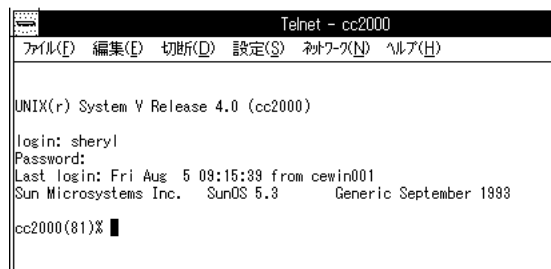 Telnet - cc2000
ﾌｧｲﾙ(F) 編集(E) 切断(D) 設定(S) ﾈｯﾄﾜｰｸ(N) ﾍﾙﾌﾟ(H)
UNIX(r) System V Release 4.0 (cc2000)
login: sheryl
Password:
Last login: Fri Aug  5 09:15:39 from cewin001
Sun Microsystems Inc.   SunOS 5.3       Generic September 1993
cc2000(81)%